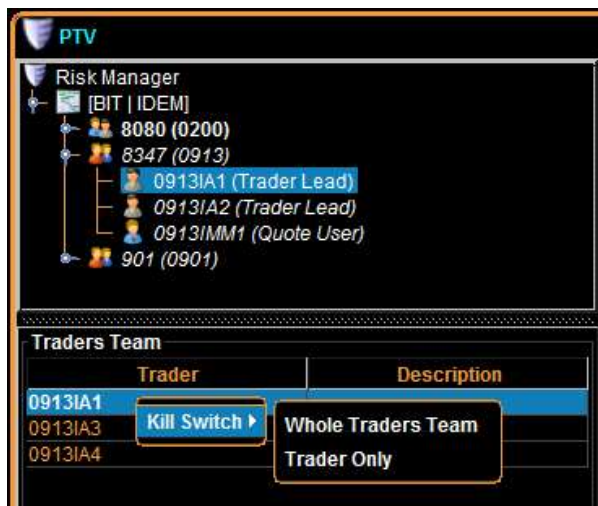 PTV
Risk Manager
[BIT | IDEM]
8080 (0200)
8347 (0913)
0913IA1 (Trader Lead)
0913IA2 (Trader Lead)
0913IMM1 (Quote User)
901 (0901)
Traders Team
Trader Description
0913IA1
Kill Switch Whole Traders Team
0913IA3
Trader Only
0913IA4